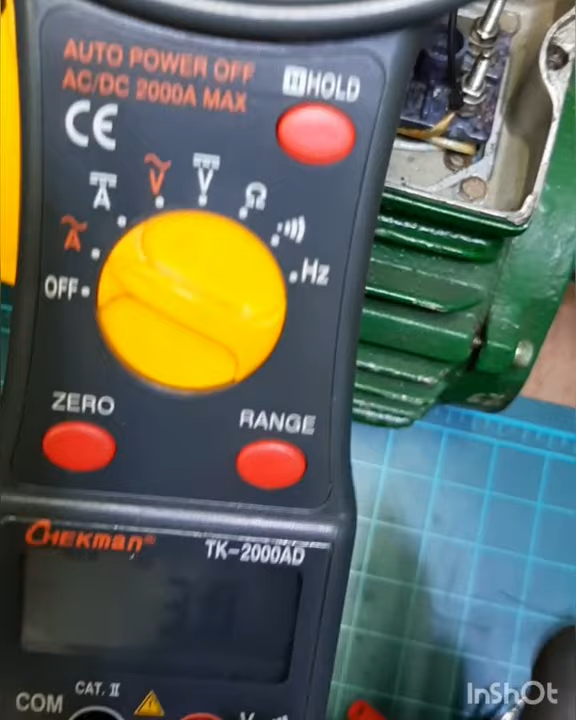 AUTO POWER OFF
AC/DC 2000A MAX
H HOLD
CE
A
V
V
Ω
A
Hz
OFF
ZERO
RANGE
CHEKMAN®
TK-2000AD
COM
CAT. II
V
InShOt